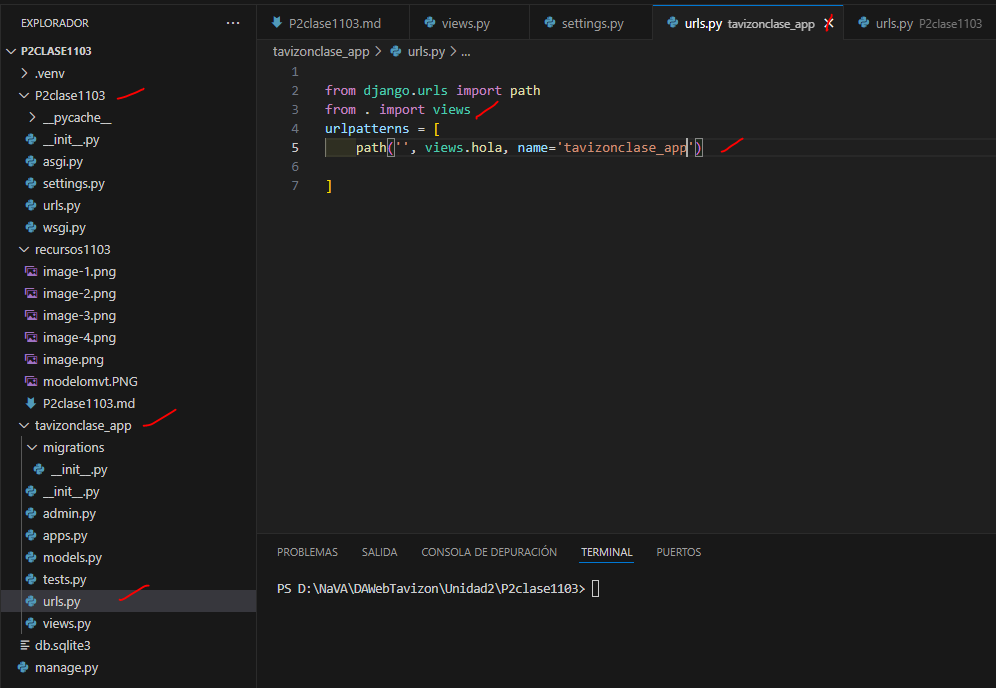 EXPLORADOR
P2CLASE1103
.venv
P2clase1103
__pycache__
__init__.py
asgi.py
settings.py
urls.py
wsgi.py
recursos1103
image-1.png
image-2.png
image-3.png
image-4.png
image.png
modelomvt.PNG
P2clase1103.md
tavizonclase_app
migrations
__init__.py
__init__.py
admin.py
apps.py
models.py
tests.py
urls.py
views.py
db.sqlite3
manage.py
P2clase1103.md views.py settings.py urls.py tavizonclase_app urls.py P2clase1103
tavizonclase_app > urls.py > ...
1
2 from django.urls import path
3 from . import views
4 urlpatterns = [
5 path('', views.hola, name='tavizonclase_app')
6
7 ]
PROBLEMAS SALIDA CONSOLA DE DEPURACIÓN TERMINAL PUERTOS
PS D:\NaVA\DAWebTavizon\Unidad2\P2clase1103>